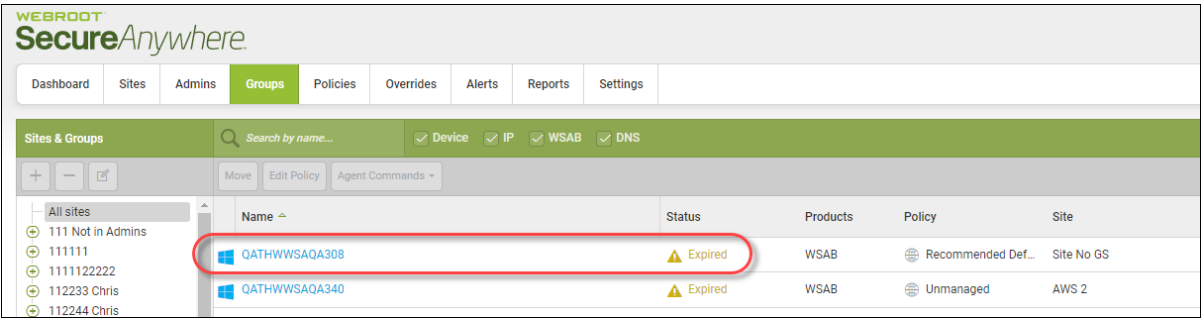 WEBROOT
SecureAnywhere.
Dashboard Sites Admins Groups Policies Overrides Alerts Reports Settings
Sites & Groups Search by name... Device IP WSAB DNS
Move Edit Policy Agent Commands
All sites Name Status Products Policy Site
111 Not in Admins
111111 QATHWWSAQA308 Expired WSAB Recommended Def... Site No GS
1111122222
112233 Chris QATHWWSAQA340 Expired WSAB Unmanaged AWS 2
112244 Chris